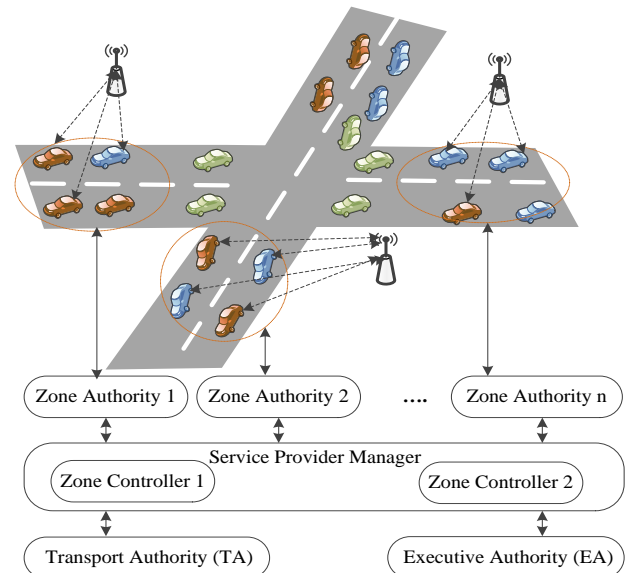 Zone Authority 1
Zone Authority 2
....
Zone Authority n
Service Provider Manager
Zone Controller 1
Zone Controller 2
Transport Authority (TA)
Executive Authority (EA)